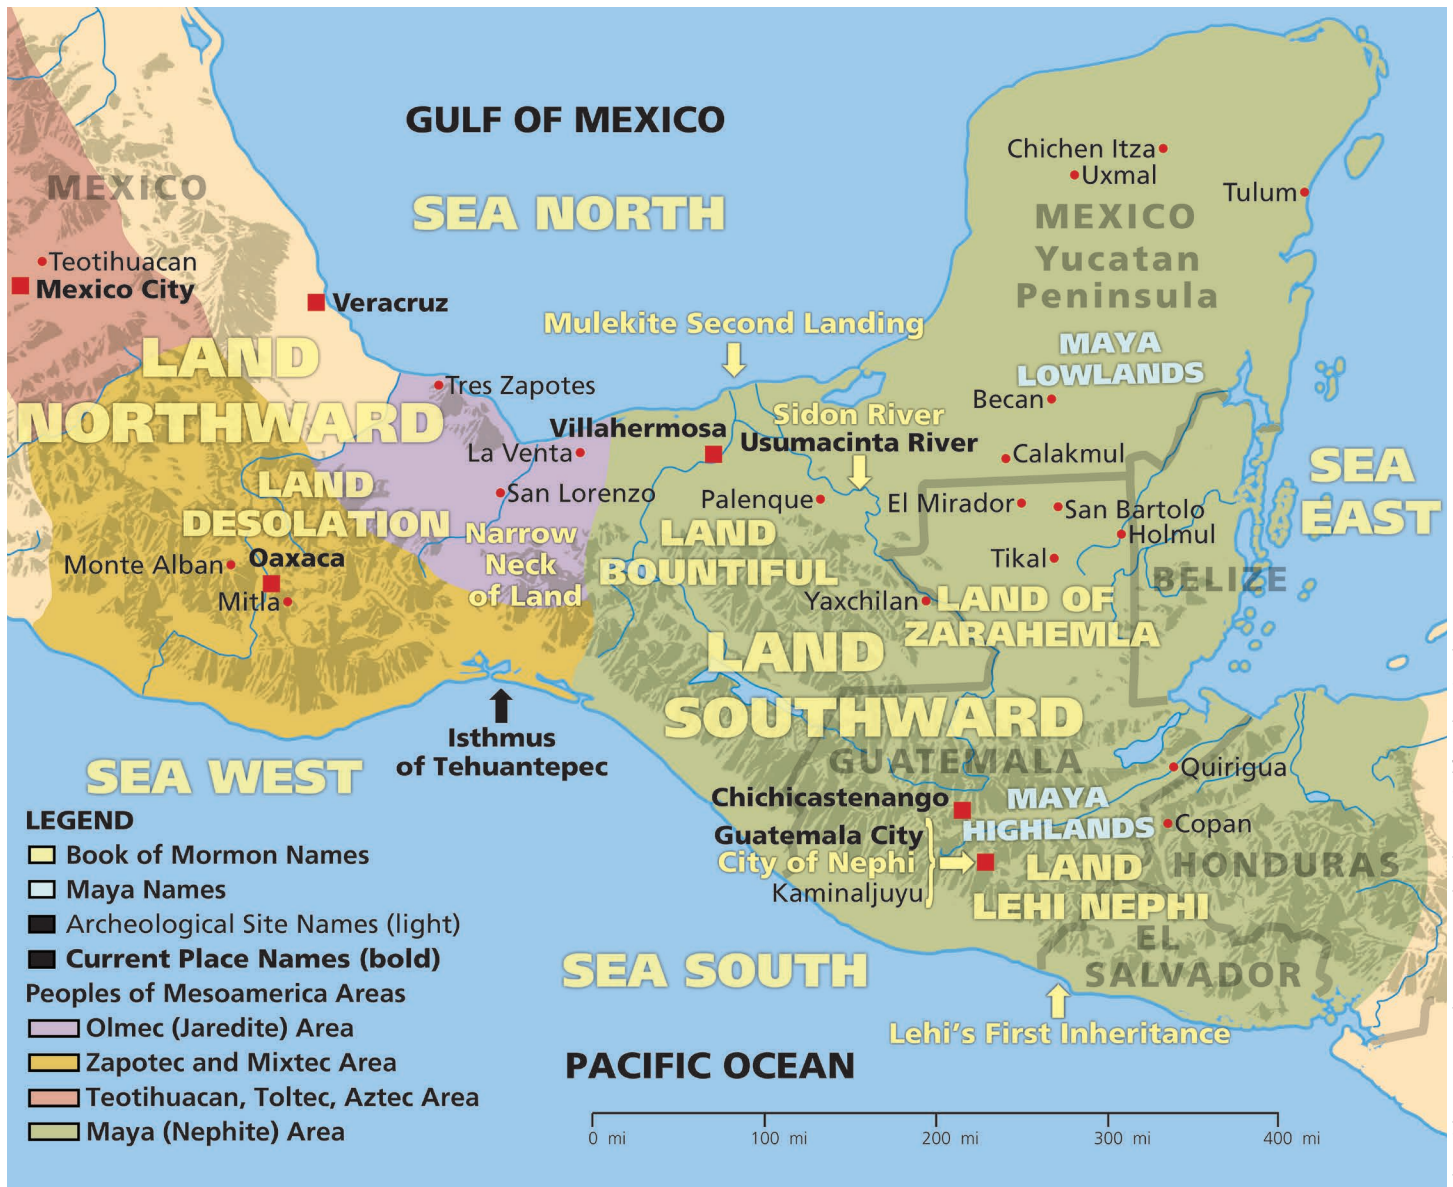 GULF OF MEXICO
SEA NORTH
MEXICO
Teotihuacan
Mexico City
Veracruz
Chichen Itza
Uxmal
Tulum
MEXICO
Yucatan
Peninsula
Mulekite Second Landing
MAYA
LOWLANDS
LAND
NORTHWARD
Tres Zapotes
Becan
Sidon River
Usumacinta River
Villahermosa
La Venta
Calakmul
SEA
EAST
LAND
DESOLATION
San Lorenzo
Palenque
El Mirador
San Bartolo
Holmul
Narrow
Neck
of Land
LAND
BOUNTIFUL
Tikal
BELIZE
Monte Alban
Oaxaca
Mitla
Yaxchilan
LAND OF
ZARAHEMLA
LAND
SOUTHWARD
Isthmus
of Tehuantepec
SEA WEST
GUATEMALA
Quirigua
Chichicastenango
MAYA
HIGHLANDS
Copan
Guatemala City
City of Nephi
Kaminaljuyu
LAND
LEHI NEPHI
HONDURAS
EL
SALVADOR
SEA SOUTH
Lehi's First Inheritance
PACIFIC OCEAN
LEGEND
Book of Mormon Names
Maya Names
Archeological Site Names (light)
Current Place Names (bold)
Peoples of Mesoamerica Areas
Olmec (Jaredite) Area
Zapotec and Mixtec Area
Teotihuacan, Toltec, Aztec Area
Maya (Nephite) Area
0 mi 100 mi 200 mi 300 mi 400 mi